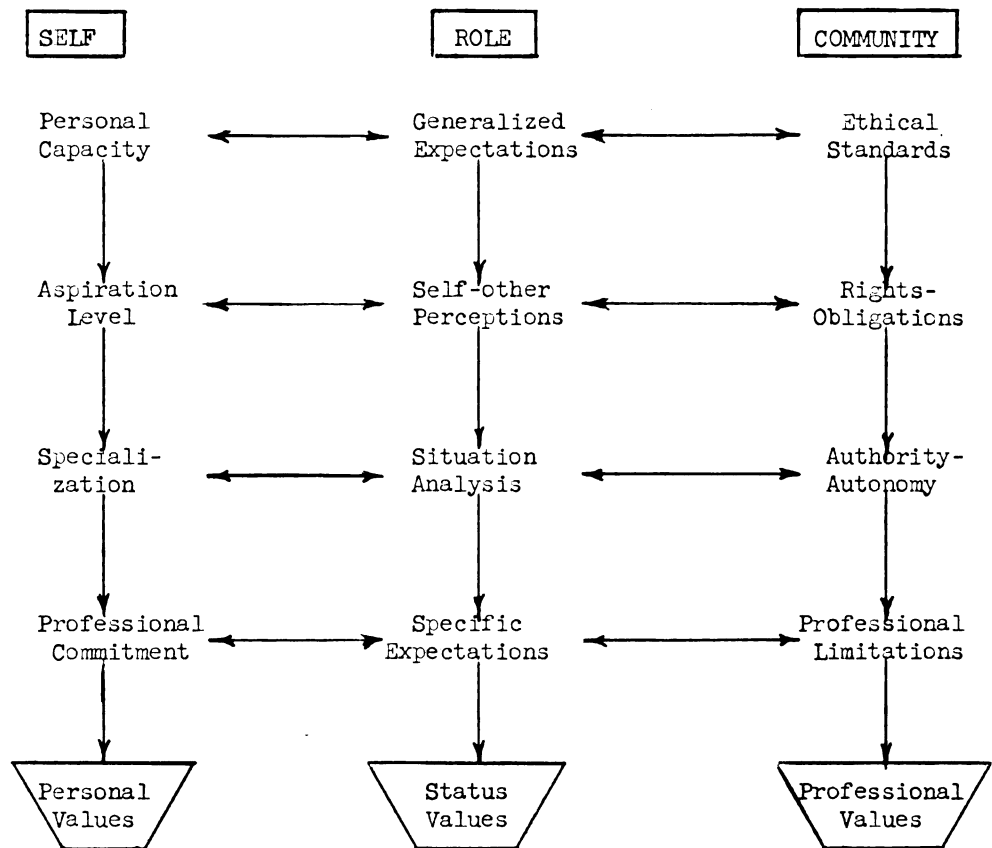 SELF
ROLE
COMMUNITY
Personal
Capacity
Generalized
Expectations
Ethical
Standards
Aspiration
Level
Self-other
Perceptions
Rights-
Obligations
Speciali-
zation
Situation
Analysis
Authority-
Autonomy
Professional
Commitment
Specific
Expectations
Professional
Limitations
Personal
Values
Status
Values
Professional
Values